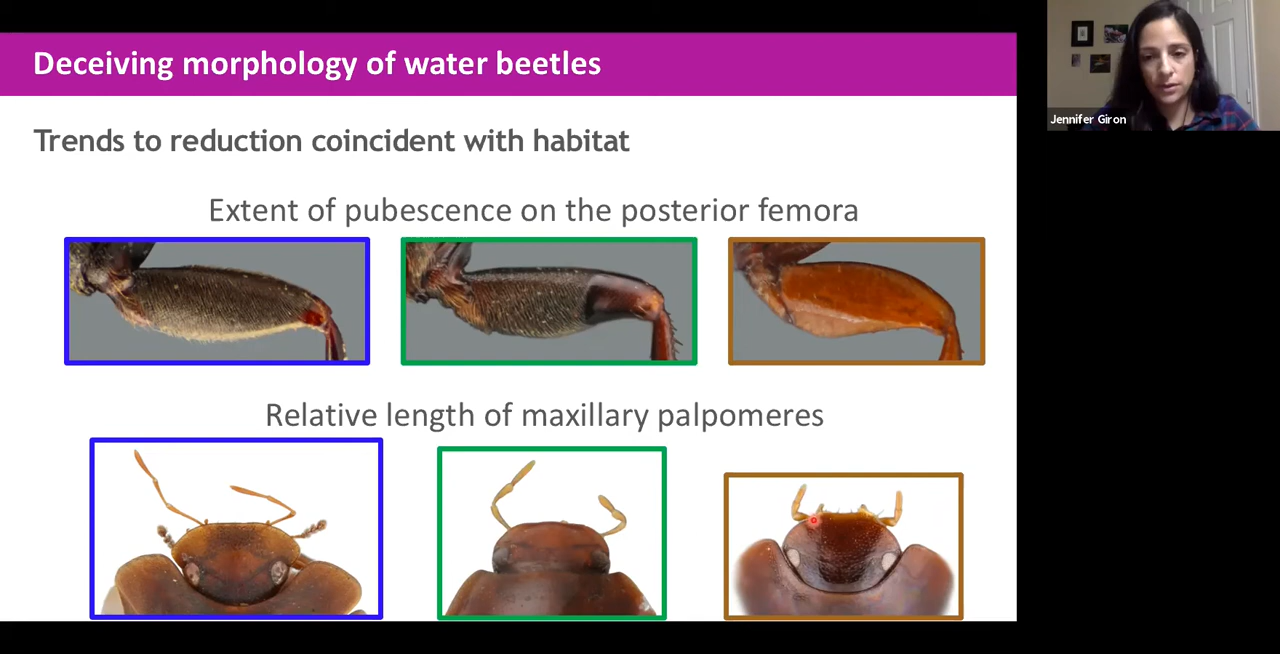 Deceiving morphology of water beetles
Jennifer Giron
Trends to reduction coincident with habitat
Extent of pubescence on the posterior femora
Relative length of maxillary palpomeres